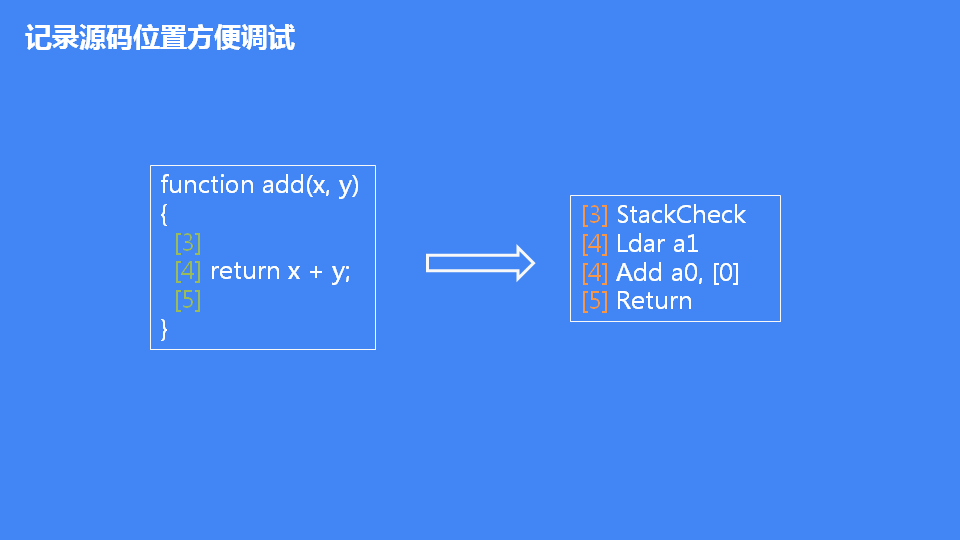 记录源码位置方便调试
function add(x, y)
{
[3]
[4] return x + y;
[5]
}
[3] StackCheck
[4] Ldar a1
[4] Add a0, [0]
[5] Return